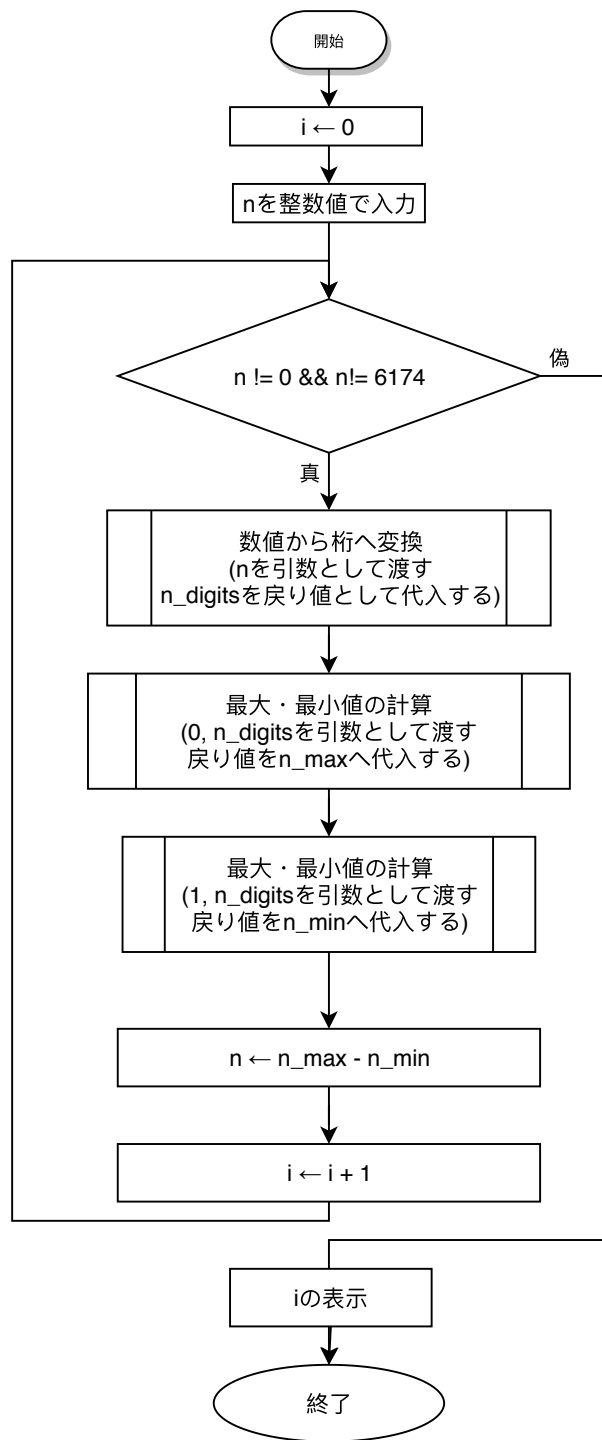 開始
i ← 0
nを整数値で入力
n != 0 && n!= 6174
偽
真
数値から桁へ変換
(nを引数として渡す
n_digitsを戻り値として代入する)
最大・最小値の計算
(0, n_digitsを引数として渡す
戻り値をn_maxへ代入する)
最大・最小値の計算
(1, n_digitsを引数として渡す
戻り値をn_minへ代入する)
n ← n_max - n_min
i ← i + 1
iの表示
終了